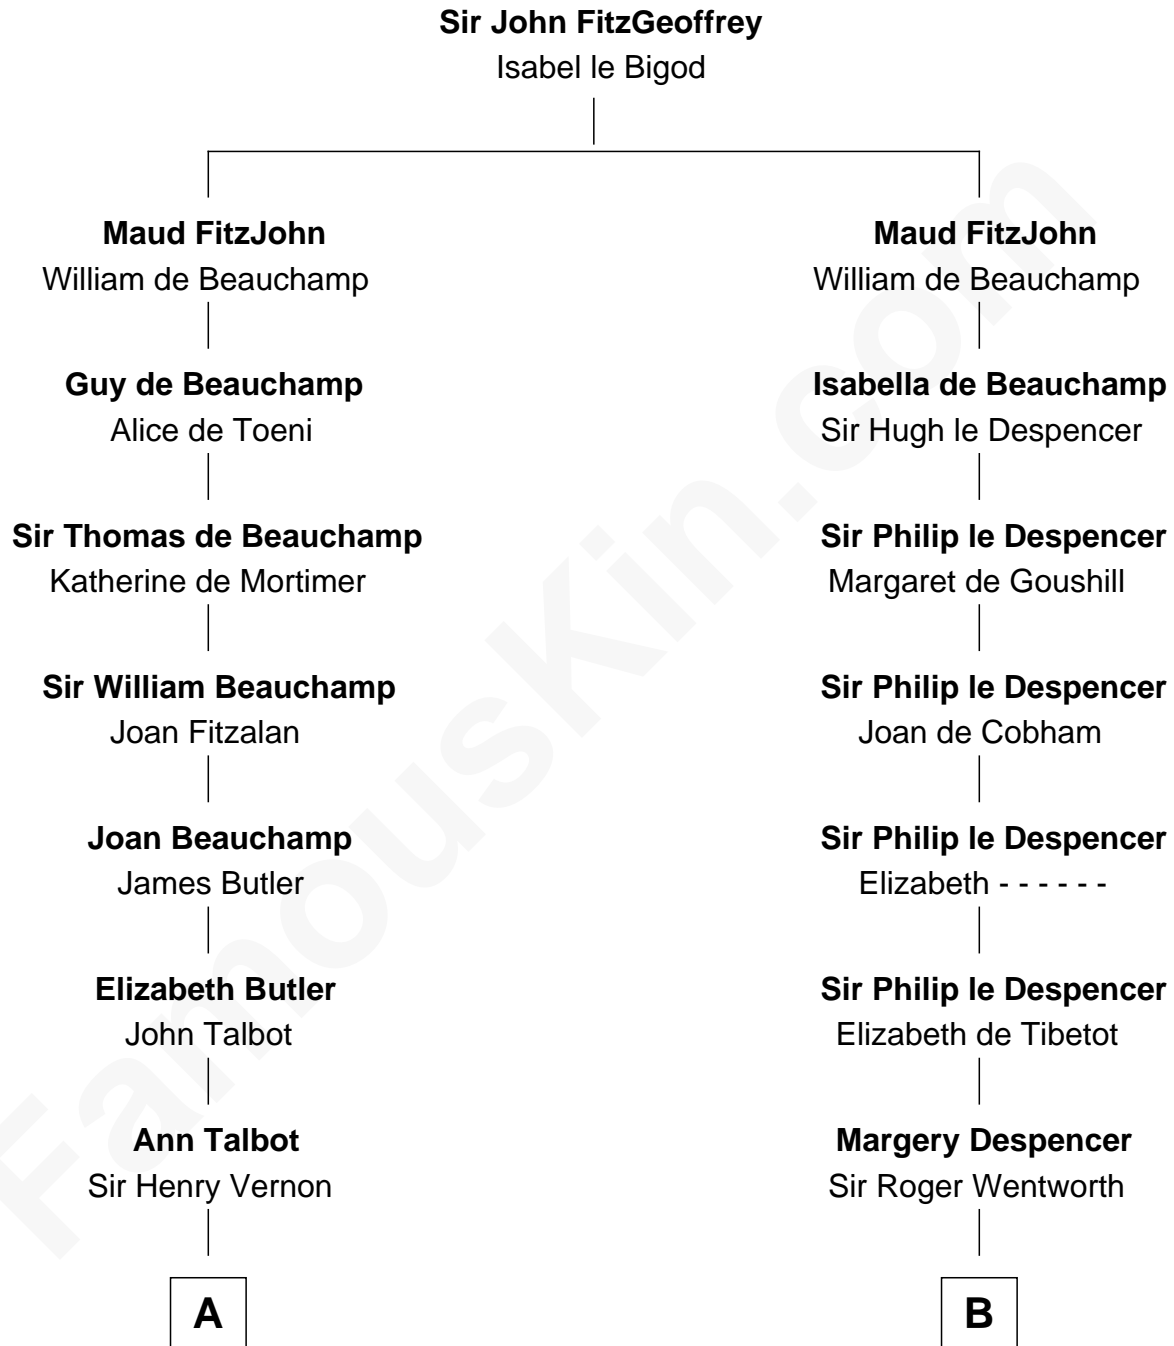 Sir John FitzGeoffrey
Isabel le Bigod
Maud FitzJohn
William de Beauchamp
Maud FitzJohn
William de Beauchamp
Guy de Beauchamp
Alice de Toeni
Isabella de Beauchamp
Sir Hugh le Despencer
Sir Thomas de Beauchamp
Katherine de Mortimer
Sir Philip le Despencer
Margaret de Goushill
Sir William Beauchamp
Joan Fitzalan
Sir Philip le Despencer
Joan de Cobham
Joan Beauchamp
James Butler
Sir Philip le Despencer
Elizabeth - - - - - -
Elizabeth Butler
John Talbot
Sir Philip le Despencer
Elizabeth de Tibetot
Ann Talbot
Sir Henry Vernon
Margery Despencer
Sir Roger Wentworth
A
B
FamousKin.com